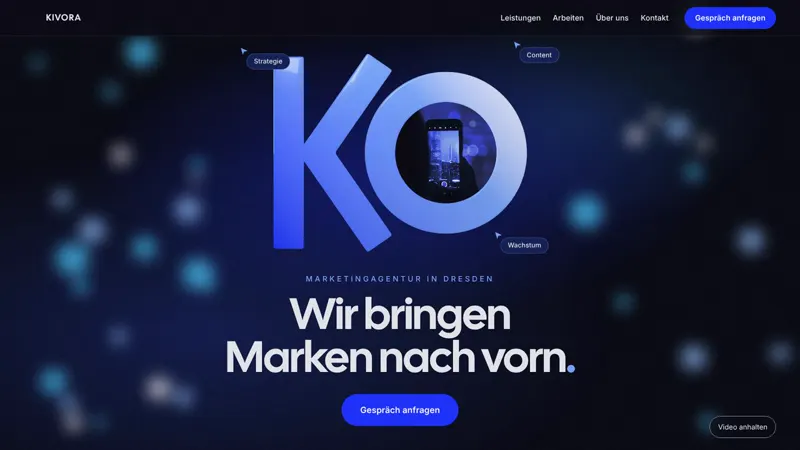 KIVORA
Leistungen
Arbeiten
Über uns
Kontakt
Gespräch anfragen
Strategie
Content
KO
Wachstum
MARKETINGAGENTUR IN DRESDEN
Wir bringen
Marken nach vorn.
Gespräch anfragen
Video anhalten